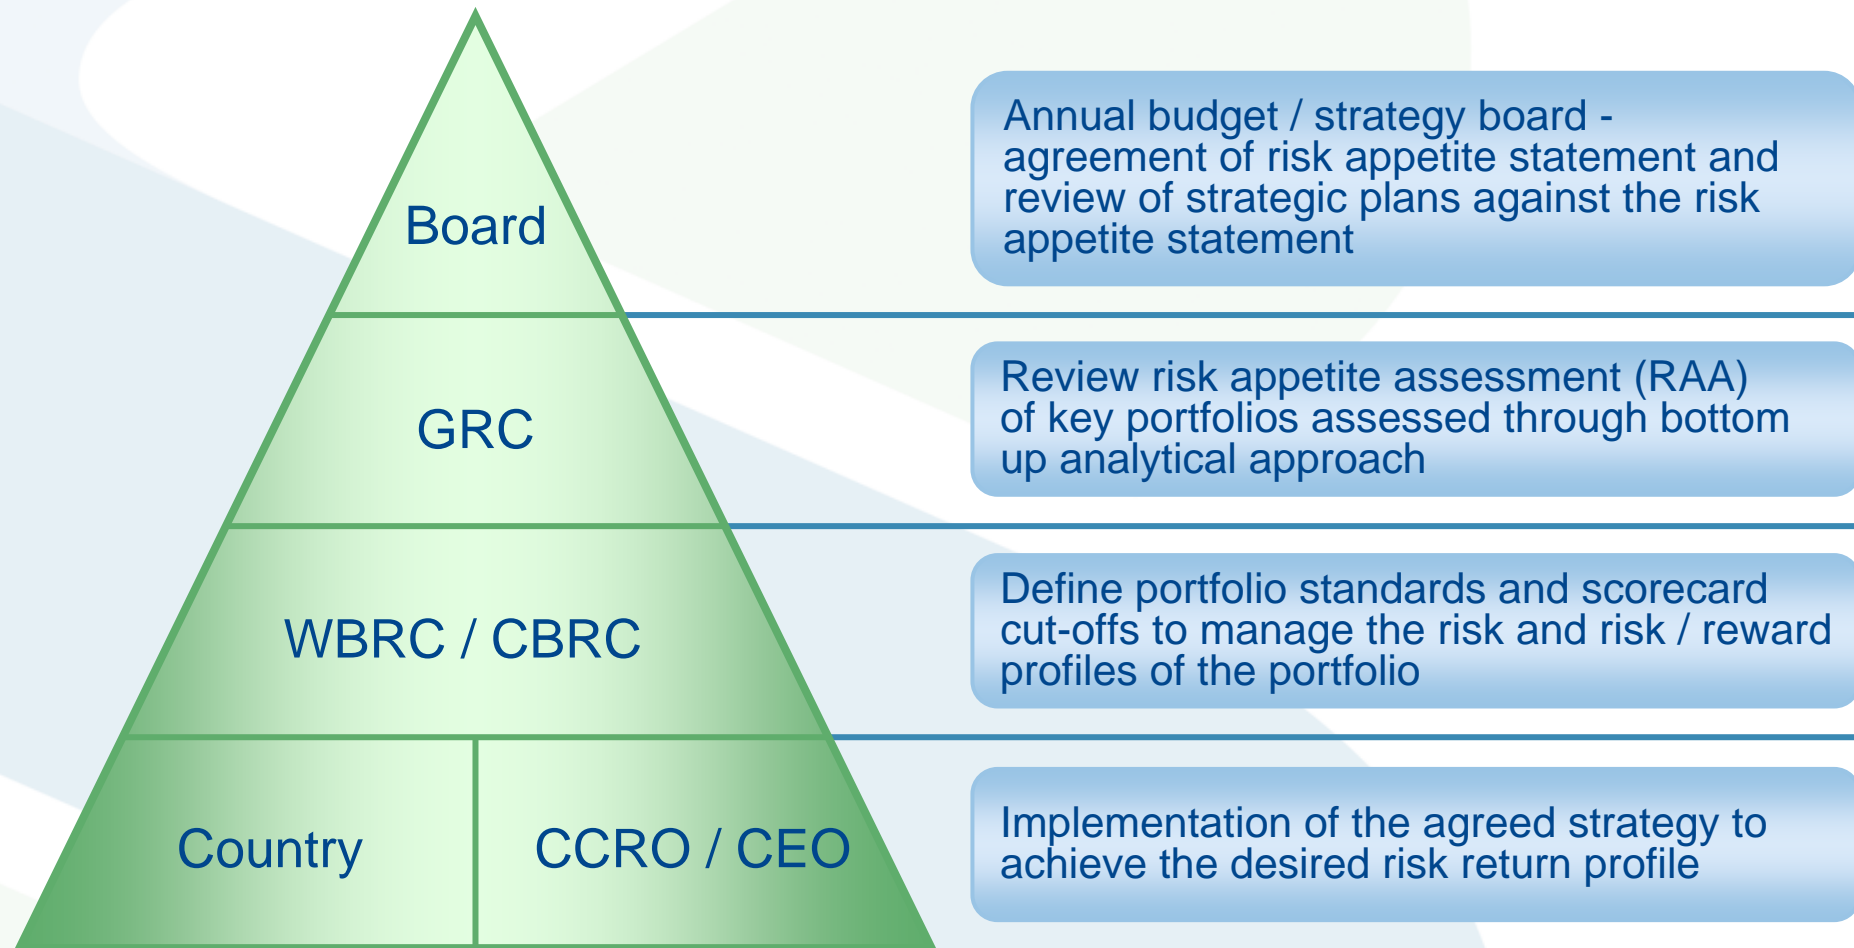 Board
Annual budget / strategy board -
agreement of risk appetite statement and
review of strategic plans against the risk
appetite statement
GRC
Review risk appetite assessment (RAA)
of key portfolios assessed through bottom
up analytical approach
WBRC / CBRC
Define portfolio standards and scorecard
cut-offs to manage the risk and risk / reward
profiles of the portfolio
Country
CCRO / CEO
Implementation of the agreed strategy to
achieve the desired risk return profile